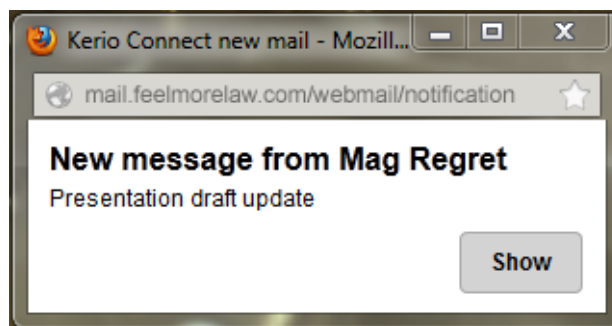 Kerio Connect new mail - Mozill...
mail.feelmorelaw.com/webmail/notification
New message from Mag Regret
Presentation draft update
Show